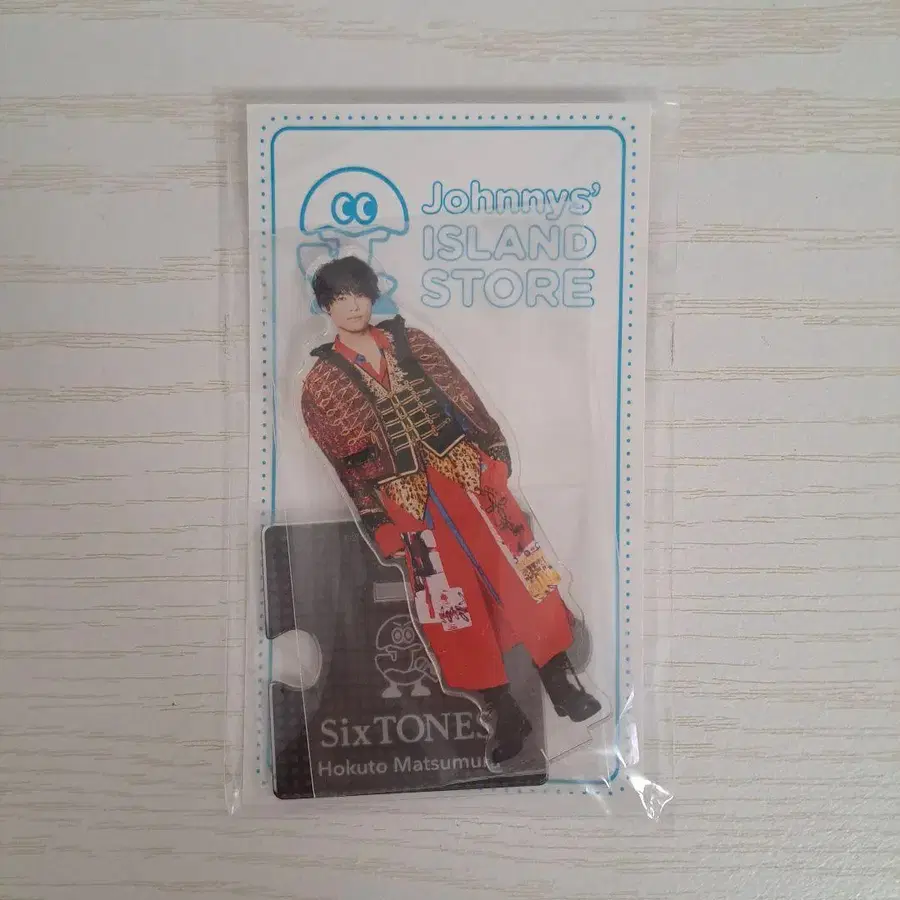 Johnnys'
ISLAND
STORE
SixTONES
Hokuto Matsumura